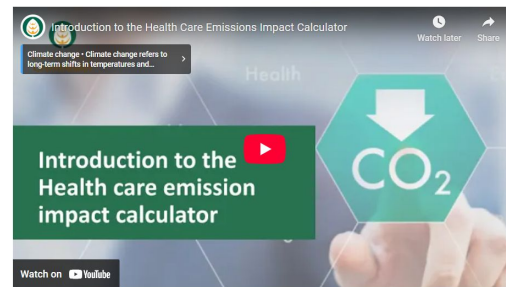 Introduction to the Health Care Emissions Impact Calculator
Watch later
Share
Climate change • Climate change refers to
long-term shifts in temperatures and...
Health
Introduction to the
Health care emission
impact calculator
CO2
Watch on YouTube